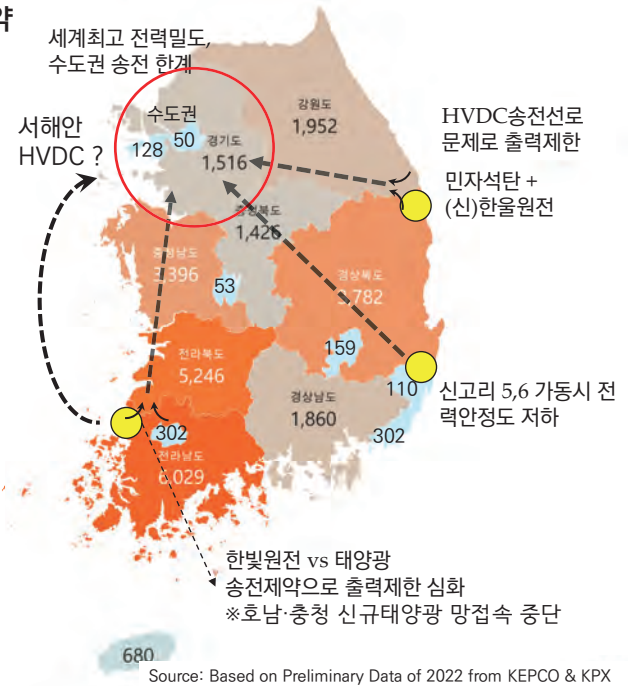 약
세계최고 전력밀도,
수도권 송전 한계
수도권
128
50
경기도
1,516
강원도
1,952
HVDC송전선로
문제로 출력제한
서해안
HVDC ?
민자석탄 +
(신)한울원전
충청북도
1,426
충청남도
3,396
53
경상북도
3,782
159
전라북도
5,246
110
신고리 5,6 가동시 전
력안정도 저하
경상남도
1,860
302
302
전라남도
6,029
한빛원전 vs 태양광
송전제약으로 출력제한 심화
※호남·충청 신규태양광 망접속 중단
680
Source: Based on Preliminary Data of 2022 from KEPCO & KPX